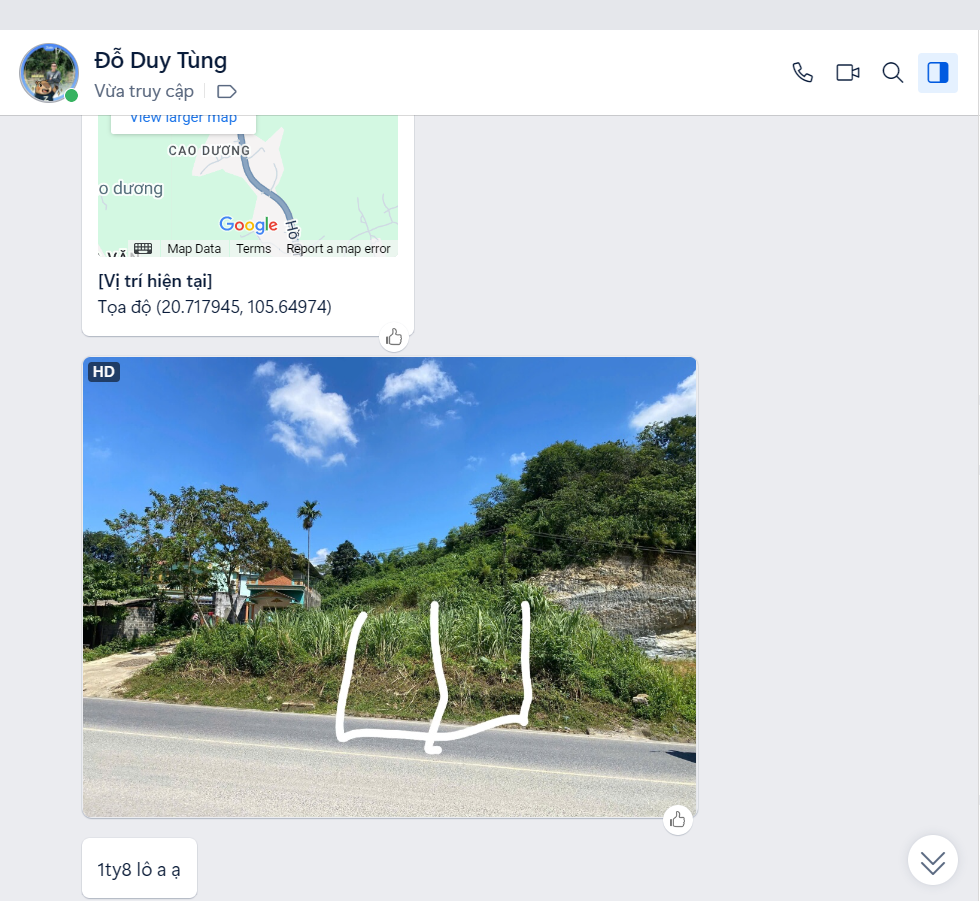 Đỗ Duy Tùng
Vừa truy cập
View larger map
CAO DƯƠNG
o dương
Google
Hồ
Map Data Terms Report a map error
[Vị trí hiện tại]
Tọa độ (20.717945, 105.64974)
HD
1ty8 lô a ạ